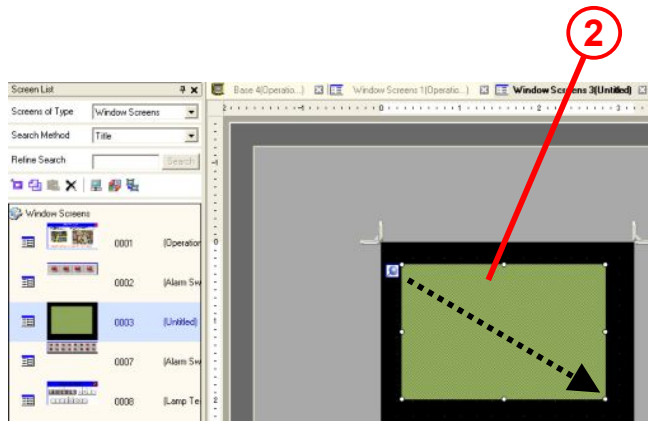 2
Screen List
Base 4(Operatio...)
Window Screens 1(Operatio...)
Window Screens 3(Untitled)
Screens of Type
Window Screens
Search Method
Title
Refine Search
Search
Window Screens
0001
(Operation
0002
(Alarm Sw
0003
(Untitled)
0007
(Alarm Sw
0008
(Lamp Te